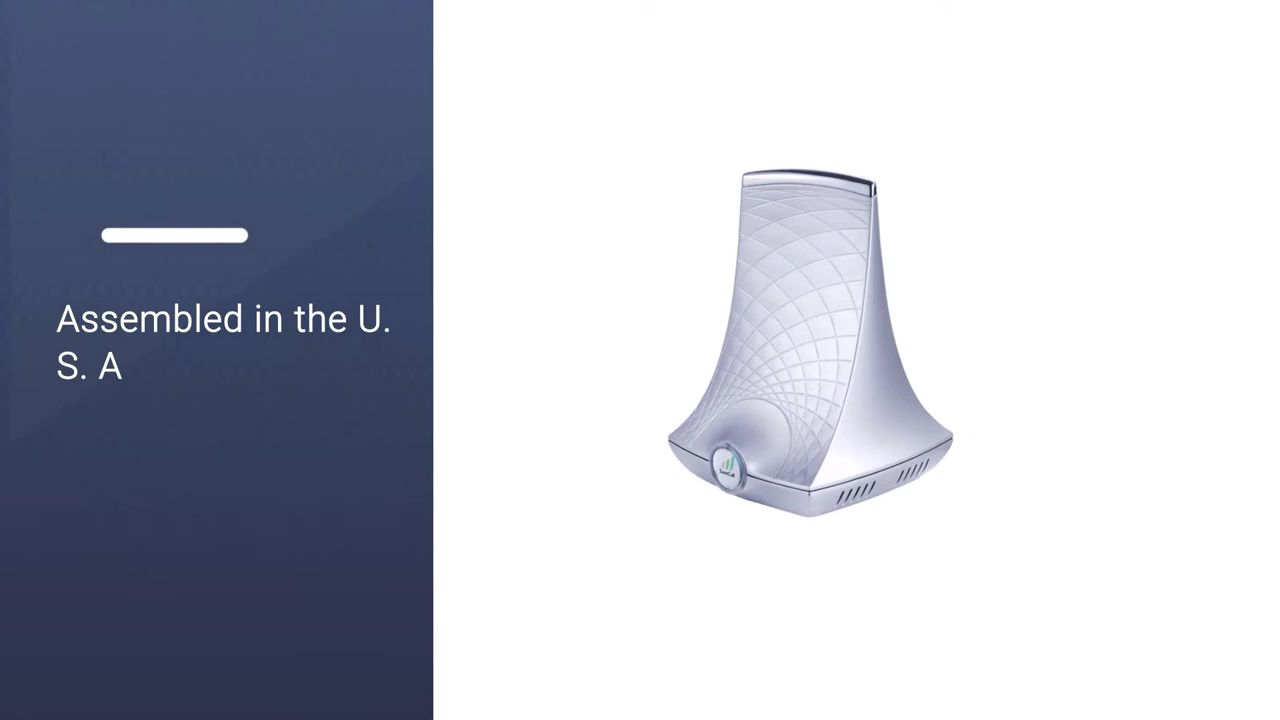 Assembled in the U.
S. A